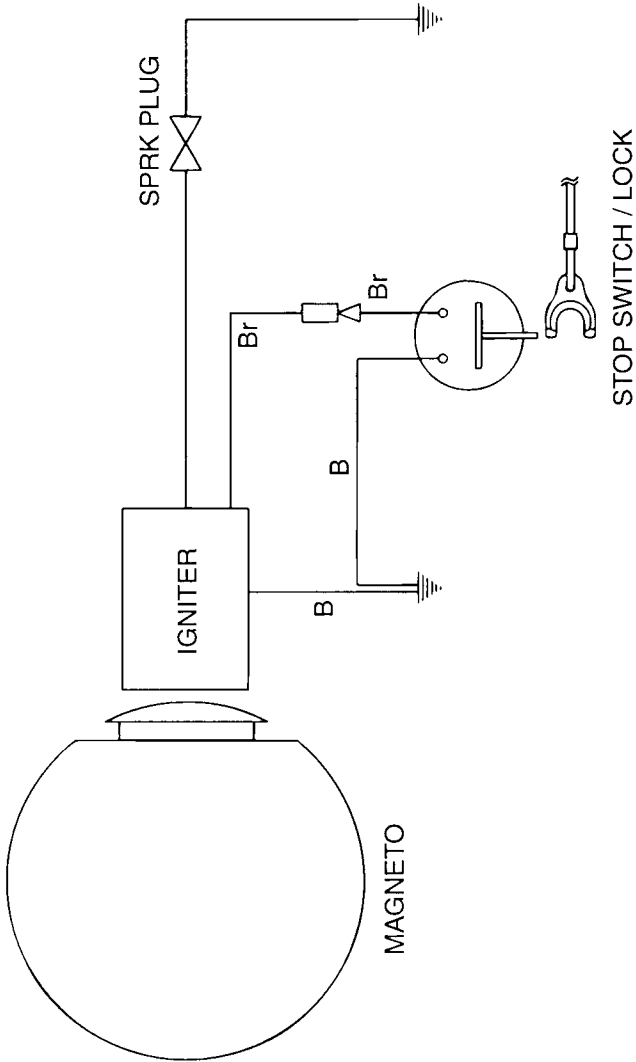 SPRK PLUG
Br
Br
B
IGNITER
B
MAGNETO
STOP SWITCH / LOCK